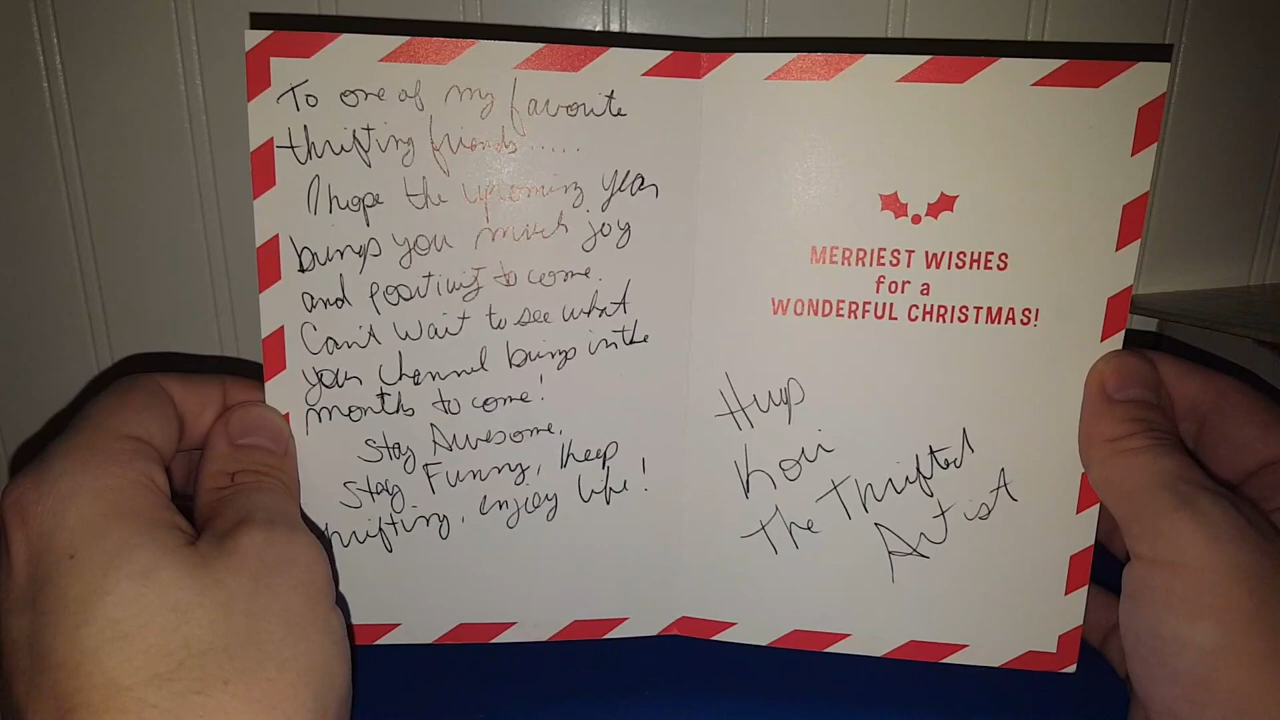 To one of my favorite
thrifting friends.....
I hope the upcoming year
brings you much joy
and positivity to come.
Can't wait to see what
your channel brings in the
months to come!
Stay Awesome,
Stay Funny, Keep
thrifting, enjoy life!
MERRIEST WISHES
for a
WONDERFUL CHRISTMAS!
Hugs
Kori
The Thrifted
Artist